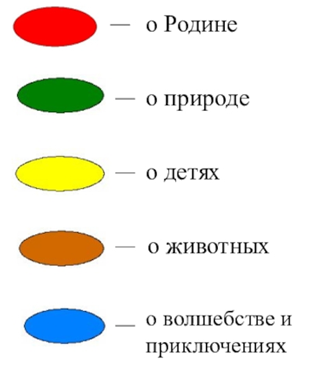 — о Родине
— о природе
— о детях
— о животных
— о волшебстве и
приключениях